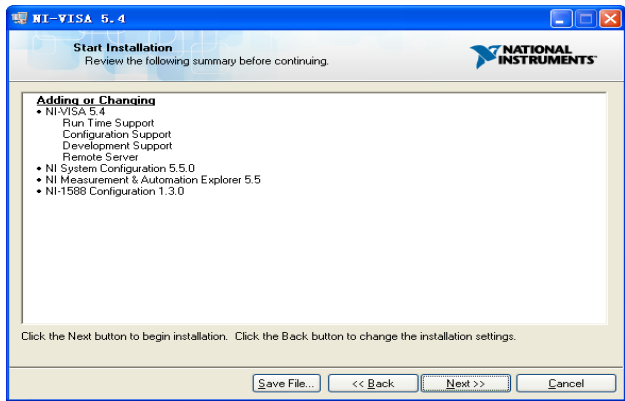 NI-VISA 5.4
Start Installation
Review the following summary before continuing.
NATIONAL
INSTRUMENTS™
Adding or Changing
• NI-VISA 5.4
Run Time Support
Configuration Support
Development Support
Remote Server
• NI System Configuration 5.5.0
• NI Measurement & Automation Explorer 5.5
• NI-1588 Configuration 1.3.0
Click the Next button to begin installation. Click the Back button to change the installation settings.
Save File... << Back Next >> Cancel